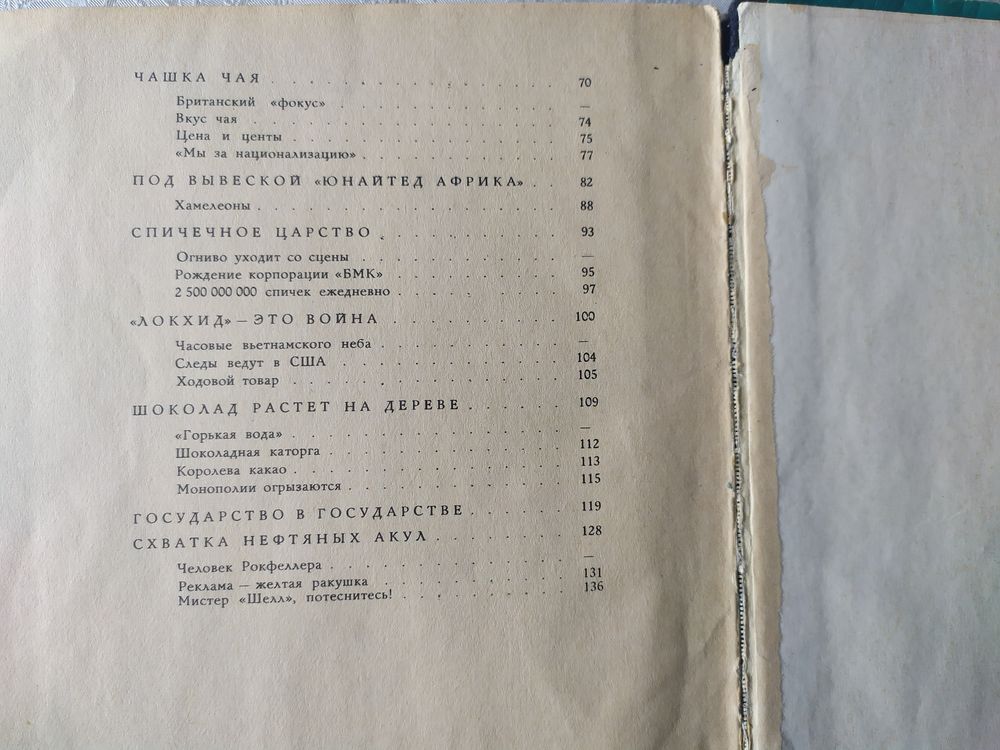 ЧАШКА ЧАЯ . . . . . . . . . . . . . . . . 70
Британский «фокус» . . . . . . . . . . . . —
Вкус чая . . . . . . . . . . . . . . . . 74
Цена и центы . . . . . . . . . . . . . . 75
«Мы за национализацию» . . . . . . . . . . 77
ПОД ВЫВЕСКОЙ «ЮНАЙТЕД АФРИКА» . . 82
Хамелеоны . . . . . . . . . . . . . . . . 88
СПИЧЕЧНОЕ ЦАРСТВО . . . . . . . . . . 93
Огниво уходит со сцены . . . . . . . . . . —
Рождение корпорации «БМК» . . . . . . . . 95
2 500 000 000 спичек ежедневно . . . . . . . . 97
«ЛОКХИД» — ЭТО ВОЙНА . . . . . . . . . 100
Часовые вьетнамского неба . . . . . . . . . —
Следы ведут в США . . . . . . . . . . . 104
Ходовой товар . . . . . . . . . . . . . . 105
ШОКОЛАД РАСТЕТ НА ДЕРЕВЕ . . . . . . 109
«Горькая вода» . . . . . . . . . . . . . . —
Шоколадная каторга . . . . . . . . . . . . 112
Королева какао . . . . . . . . . . . . . . 113
Монополии огрызаются . . . . . . . . . . . 115
ГОСУДАРСТВО В ГОСУДАРСТВЕ . . . . . . 119
СХВАТКА НЕФТЯНЫХ АКУЛ . . . . . . . . 128
Человек Рокфеллера . . . . . . . . . . . . —
Реклама — желтая ракушка . . . . . . . . . 131
Мистер «Шелл», потеснитесь! . . . . . . . . 136